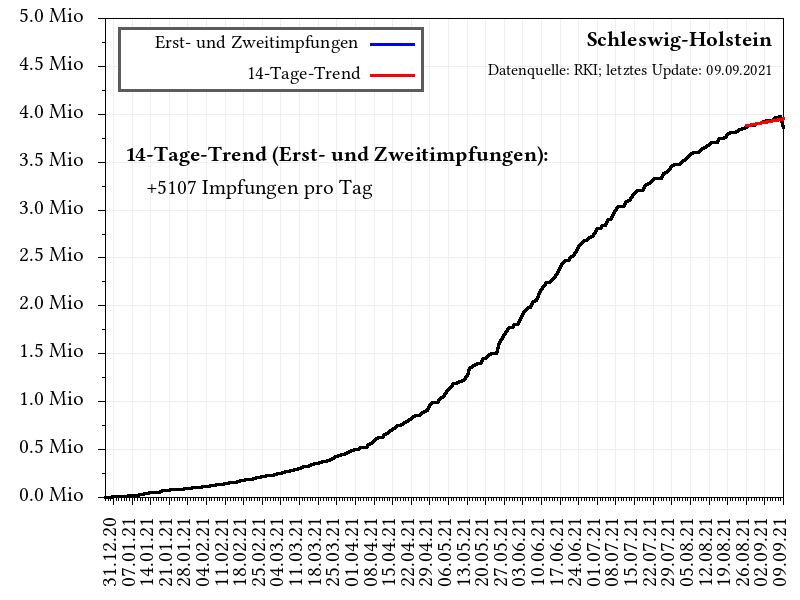 5.0 Mio
4.5 Mio
4.0 Mio
3.5 Mio
3.0 Mio
2.5 Mio
2.0 Mio
1.5 Mio
1.0 Mio
0.5 Mio
0.0 Mio
Erst- und Zweitimpfungen
14-Tage-Trend
Schleswig-Holstein
Datenquelle: RKI; letztes Update: 09.09.2021
14-Tage-Trend (Erst- und Zweitimpfungen):
+5107 Impfungen pro Tag
31.12.20
07.01.21
14.01.21
21.01.21
28.01.21
04.02.21
11.02.21
18.02.21
25.02.21
04.03.21
11.03.21
18.03.21
25.03.21
01.04.21
08.04.21
15.04.21
22.04.21
29.04.21
06.05.21
13.05.21
20.05.21
27.05.21
03.06.21
10.06.21
17.06.21
24.06.21
01.07.21
08.07.21
15.07.21
22.07.21
29.07.21
05.08.21
12.08.21
19.08.21
26.08.21
02.09.21
09.09.21